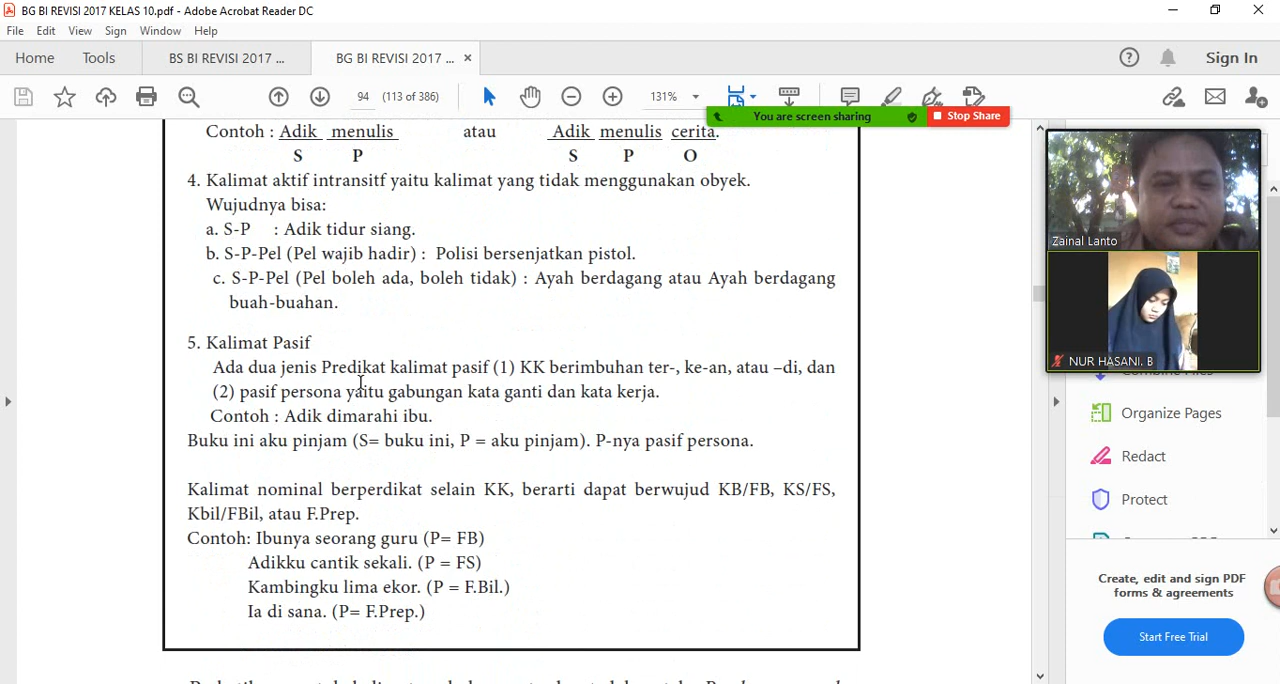 BG BI REVISI 2017 KELAS 10.pdf - Adobe Acrobat Reader DC
File Edit View Sign Window Help
Home Tools BS BI REVISI 2017 ... BG BI REVISI 2017 ... × Sign In
94 (113 of 386) 131%
You are screen sharing Stop Share
Contoh : Adik menulis atau Adik menulis cerita.
S P S P O
4. Kalimat aktif intransitf yaitu kalimat yang tidak menggunakan obyek.
Wujudnya bisa:
a. S-P : Adik tidur siang.
b. S-P-Pel (Pel wajib hadir) : Polisi bersenjatkan pistol.
c. S-P-Pel (Pel boleh ada, boleh tidak) : Ayah berdagang atau Ayah berdagang
buah-buahan.
5. Kalimat Pasif
Ada dua jenis Predikat kalimat pasif (1) KK berimbuhan ter-, ke-an, atau –di, dan
(2) pasif persona yaitu gabungan kata ganti dan kata kerja.
Contoh : Adik dimarahi ibu.
Buku ini aku pinjam (S= buku ini, P = aku pinjam). P-nya pasif persona.
Kalimat nominal berperdikat selain KK, berarti dapat berwujud KB/FB, KS/FS,
Kbil/FBil, atau F.Prep.
Contoh: Ibunya seorang guru (P= FB)
Adikku cantik sekali. (P = FS)
Kambingku lima ekor. (P = F.Bil.)
Ia di sana. (P= F.Prep.)
Zainal Lanto
NUR HASANI. B
Organize Pages
Redact
Protect
Create, edit and sign PDF
forms & agreements
Start Free Trial